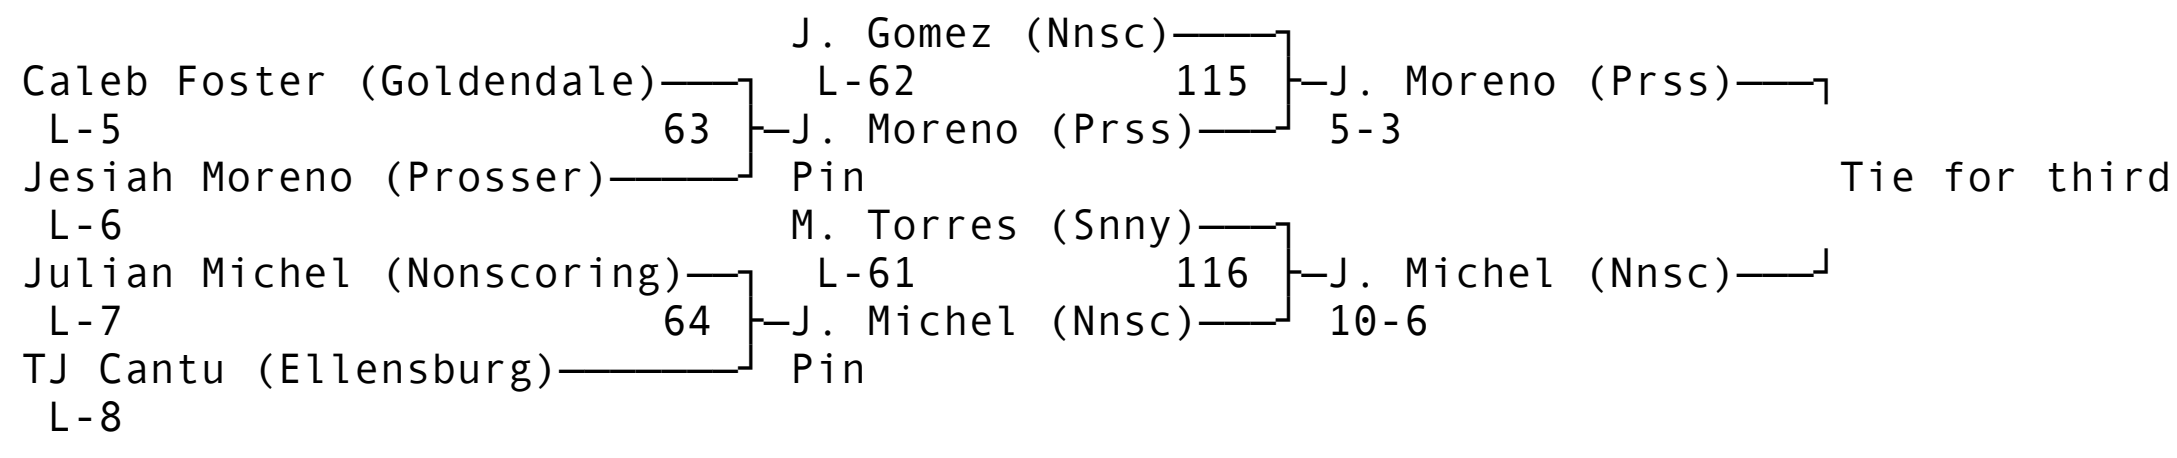 J. Gomez (Nnsc)
Caleb Foster (Goldendale) L-62 115 J. Moreno (Prss)
L-5 63 J. Moreno (Prss) 5-3
Jesiah Moreno (Prosser) Pin Tie for third
L-6 M. Torres (Snny)
Julian Michel (Nonscoring) L-61 116 J. Michel (Nnsc)
L-7 64 J. Michel (Nnsc) 10-6
TJ Cantu (Ellensburg) Pin
L-8